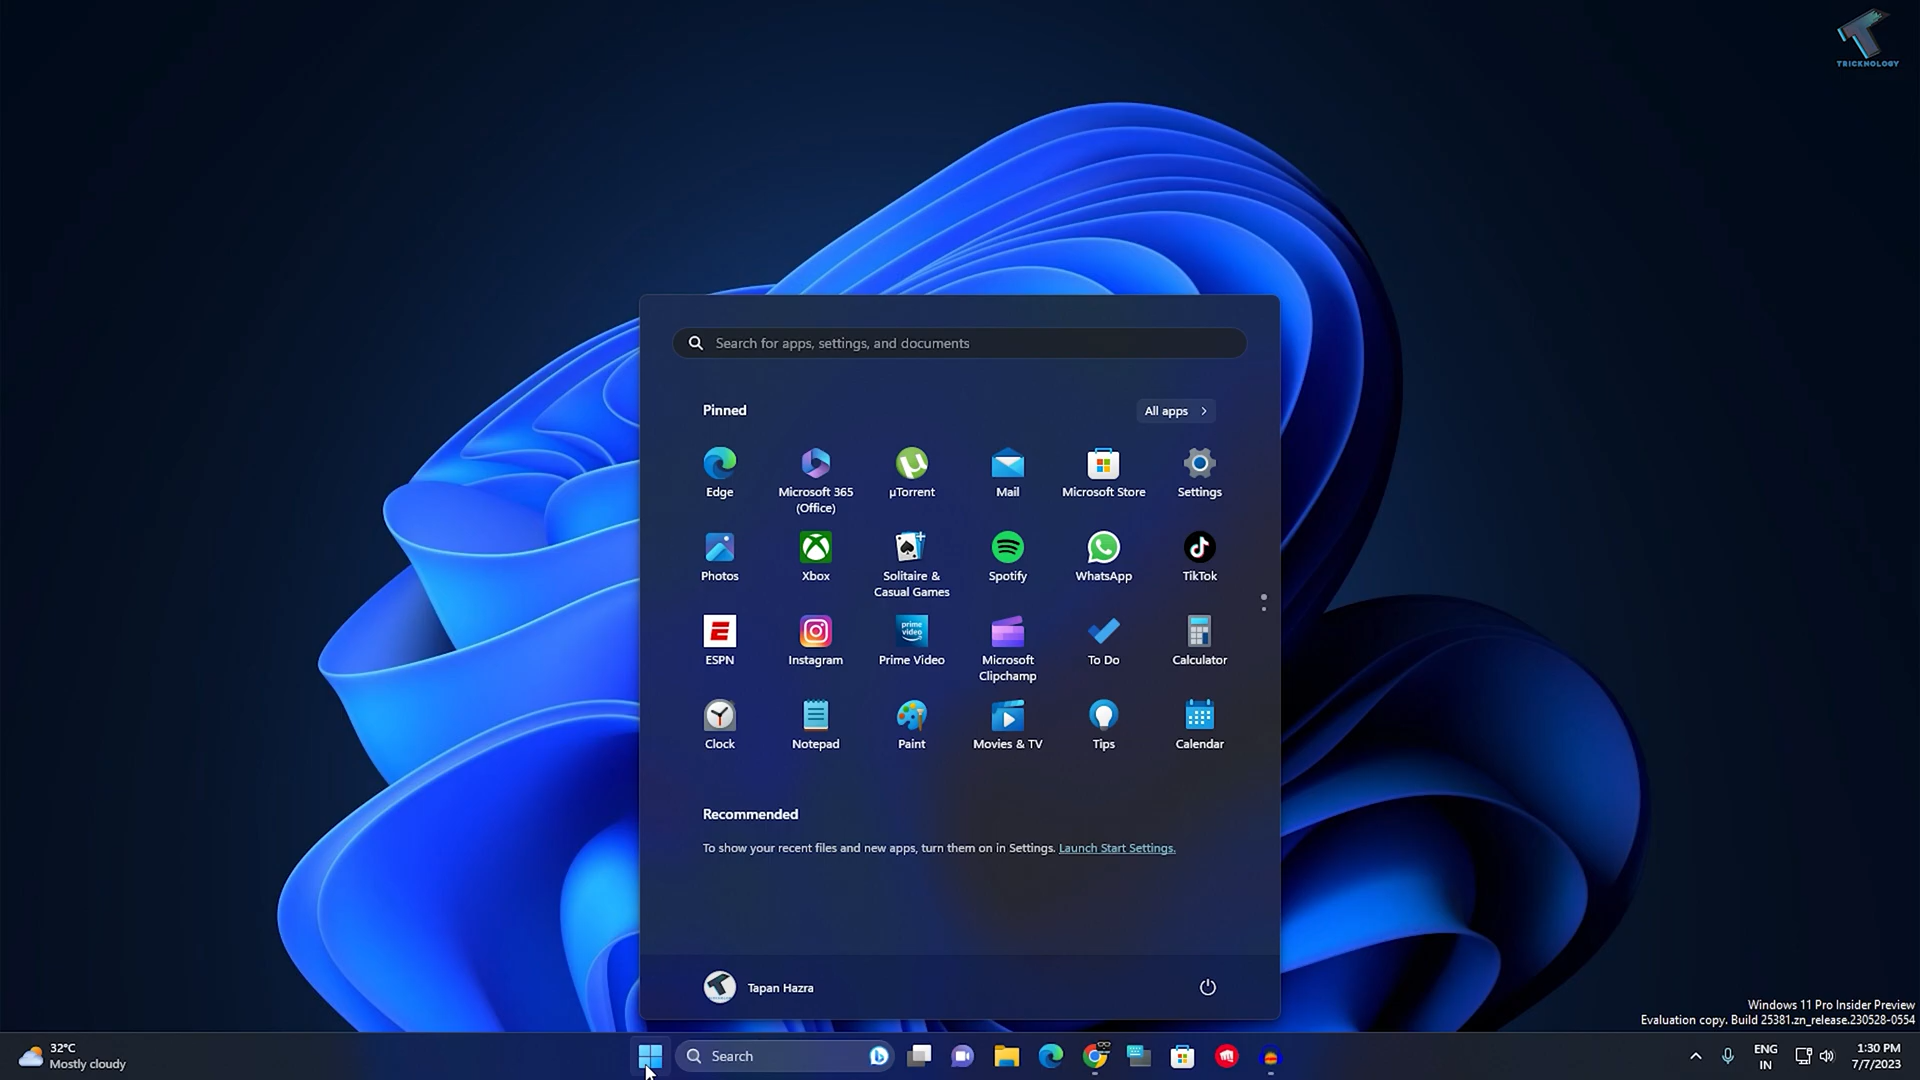 TRICKNOLOGY
Search for apps, settings, and documents
Pinned
All apps
Edge
Microsoft 365
(Office)
µTorrent
Mail
Microsoft Store
Settings
Photos
Xbox
Solitaire &
Casual Games
Spotify
WhatsApp
TikTok
ESPN
Instagram
prime
video
Prime Video
Microsoft
Clipchamp
To Do
Calculator
Clock
Notepad
Paint
Movies & TV
Tips
Calendar
Recommended
To show your recent files and new apps, turn them on in Settings. Launch Start Settings.
Tapan Hazra
Windows 11 Pro Insider Preview
Evaluation copy. Build 25381.zn_release.230528-0554
32°C
Mostly cloudy
Search
ENG
IN
1:30 PM
7/7/2023